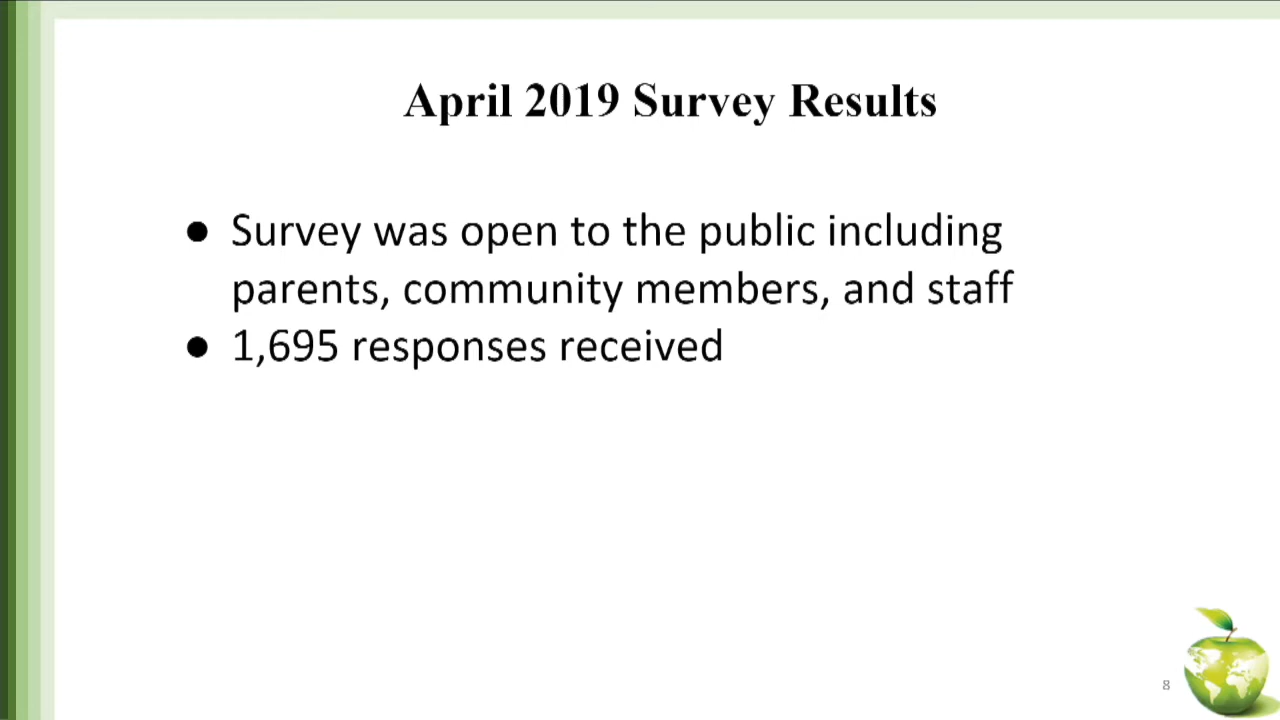 April 2019 Survey Results
● Survey was open to the public including
parents, community members, and staff
● 1,695 responses received
8